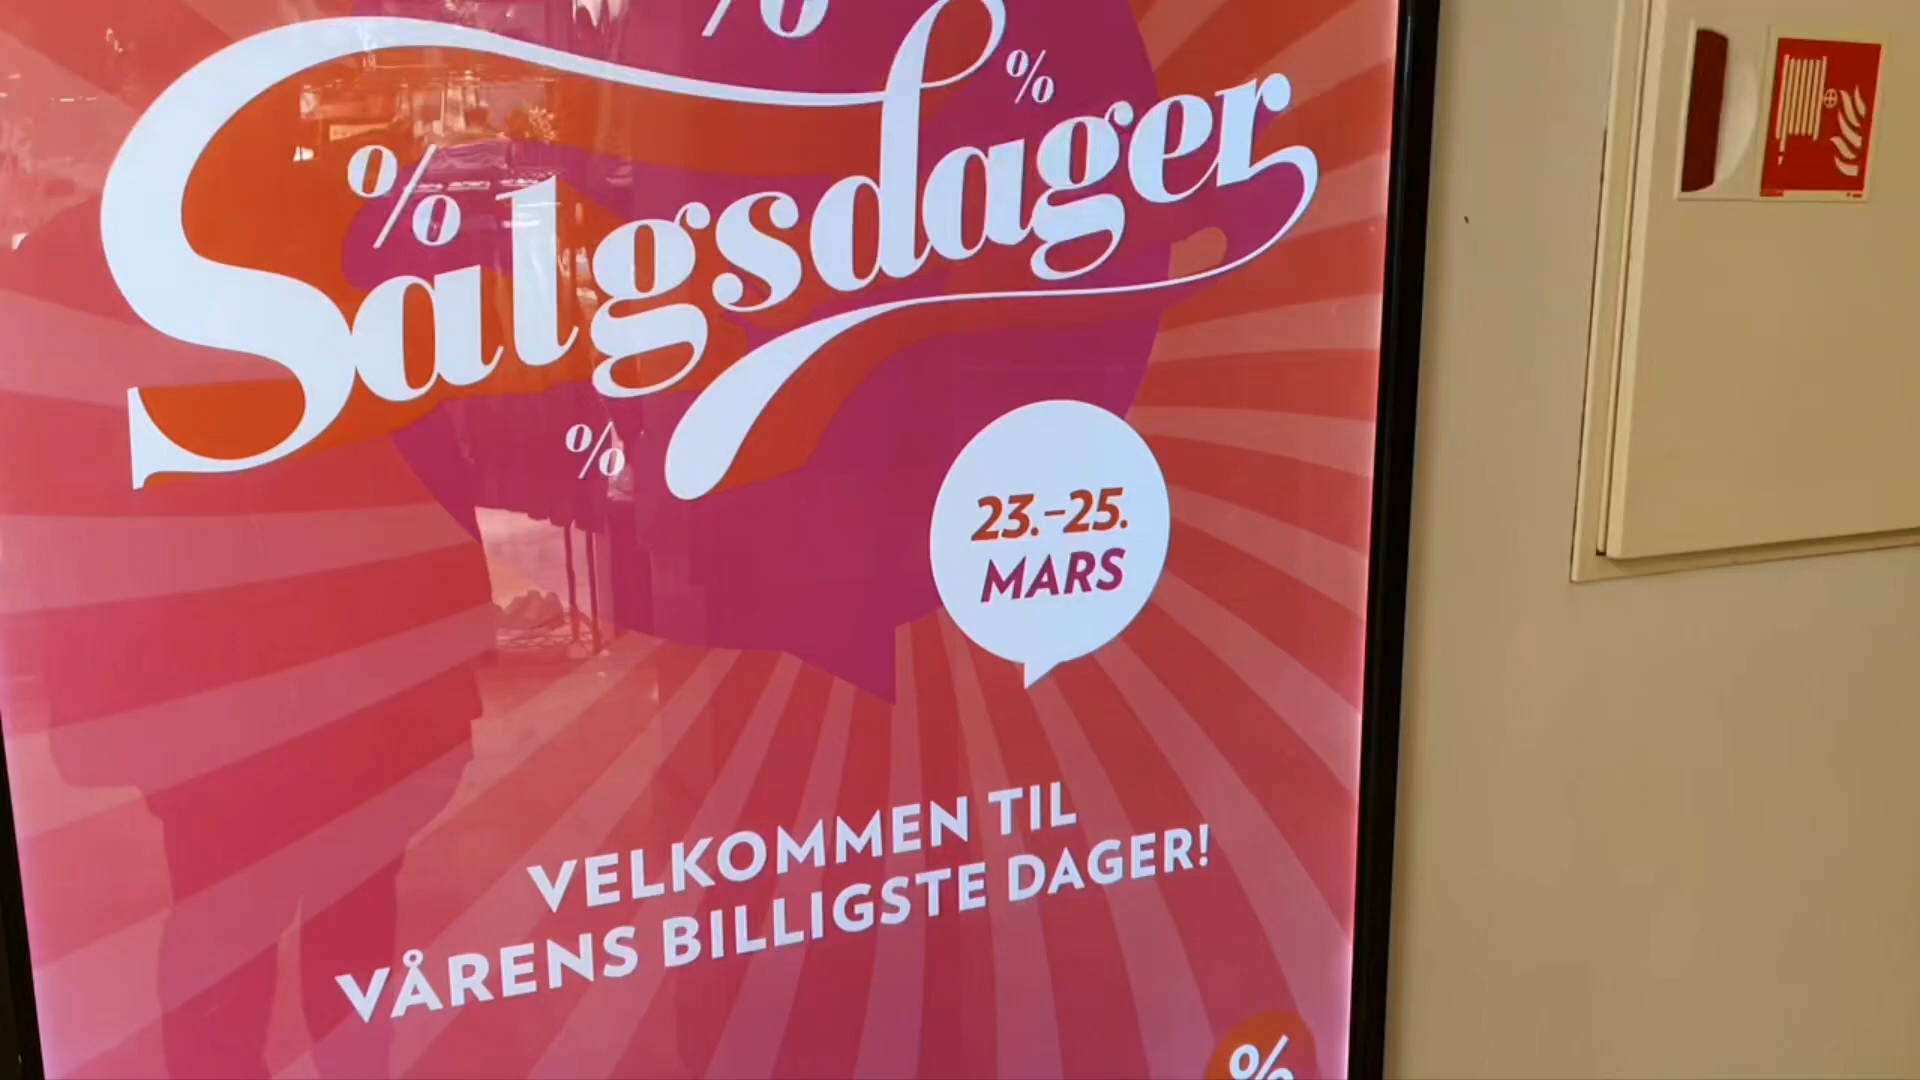 %
%
Salgsdager
%
%
23.-25.
MARS
VELKOMMEN TIL
VÅRENS BILLIGSTE DAGER!
%